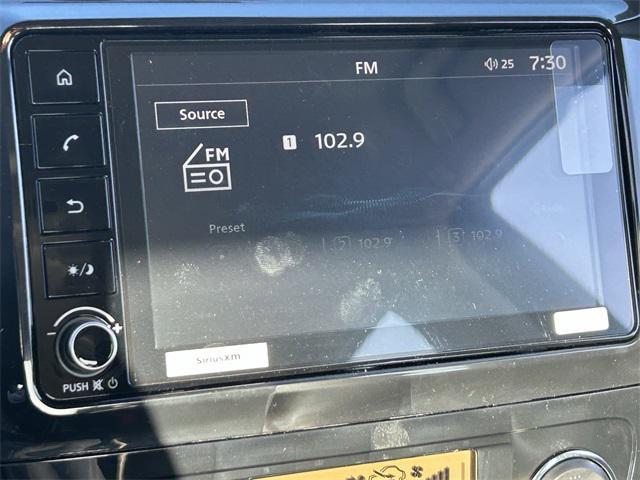 FM 25 7:30
Source
FM
1 102.9
Preset
2 102.9 3 102.9
SiriusXm
PUSH